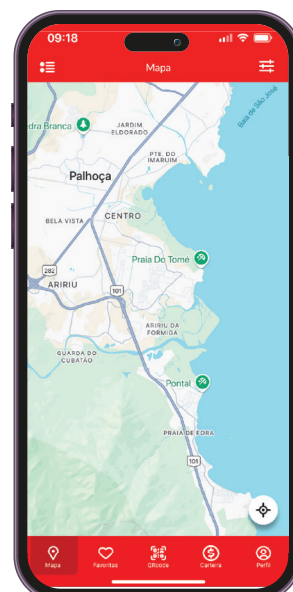 09:18
Mapa
Baía de São José
dra Branca
JARDIM
ELDORADO
PTE. DO
IMARUIM
Palhoça
BELA VISTA
CENTRO
Praia Do Tomé
282
101
ARIRIU
ARIRIU DA
FORMIGA
GUARDA DO
CUBATÃO
Pontal
PRAIA DE FORA
101
Mapa
Favoritas
QRcode
Carteira
Perfil